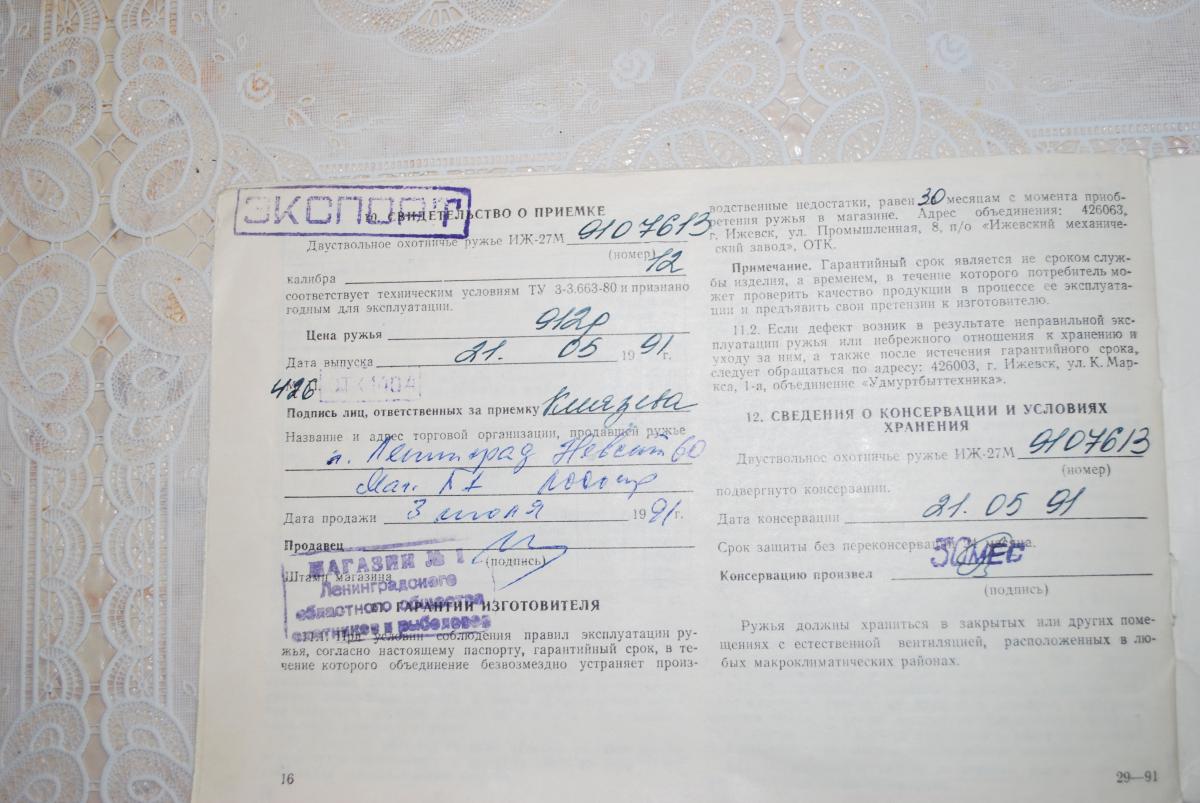 ЭКСПОРТ
10. СВИДЕТЕЛЬСТВО О ПРИЕМКЕ
Двуствольное охотничье ружье ИЖ-27М 9107613
(номер)
калибра 12
соответствует техническим условиям ТУ 3-3.663-80 и признано
годным для эксплуатации.
Цена ружья 912р
Дата выпуска 21. 05 1991г.
426
Подпись лиц, ответственных за приемку Князева
Название и адрес торговой организации, продавшей ружье
г. Ленинград Невский 60
Маг.
Дата продажи 3 июня 1991г.
Продавец
(подпись)
Штамп магазина
МАГАЗИН № 1
Ленинградского
областного общества
охотников и рыболовов
11. ГАРАНТИИ ИЗГОТОВИТЕЛЯ
11.1. При условии соблюдения правил эксплуатации ру-
жья, согласно настоящему паспорту, гарантийный срок, в те-
чение которого объединение безвозмездно устраняет произ-
16
водственные недостатки, равен 30 месяцам с момента приоб-
ретения ружья в магазине. Адрес объединения: 426063,
г. Ижевск, ул. Промышленная, 8, п/о «Ижевский механиче-
ский завод», ОТК.
Примечание. Гарантийный срок является не сроком служ-
бы изделия, а временем, в течение которого потребитель мо-
жет проверить качество продукции в процессе ее эксплуата-
ции и предъявить свои претензии к изготовителю.
11.2. Если дефект возник в результате неправильной экс-
плуатации ружья или небрежного отношения к хранению и
уходу за ним, а также после истечения гарантийного срока,
следует обращаться по адресу: 426003, г. Ижевск, ул. К. Мар-
кса, 1-а, объединение «Удмуртбыттехника».
12. СВЕДЕНИЯ О КОНСЕРВАЦИИ И УСЛОВИЯХ
ХРАНЕНИЯ
Двуствольное охотничье ружье ИЖ-27М 9107613
(номер)
подвергнуто консервации.
Дата консервации 21. 05 91
Срок защиты без переконсервации месяца.
МЕС
Консервацию произвел
(подпись)
Ружья должны храниться в закрытых или других поме-
щениях с естественной вентиляцией, расположенных в лю-
бых макроклиматических районах.
29—91